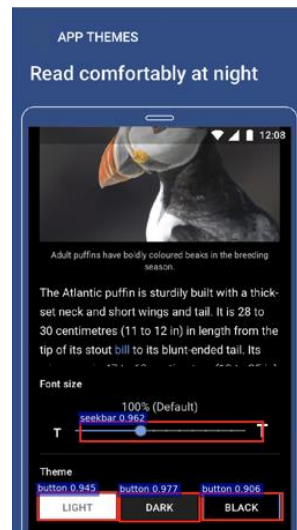 APP THEMES
Read comfortably at night
12:08
Adult puffins have boldly coloured beaks in the breeding
season.
The Atlantic puffin is sturdily built with a thick-
set neck and short wings and tail. It is 28 to
30 centimetres (11 to 12 in) in length from the
tip of its stout bill to its blunt-ended tail. Its
Font size
100% (Default)
seekbar 0.962
T T
Theme
button 0.945 button 0.977 button 0.906
LIGHT DARK BLACK